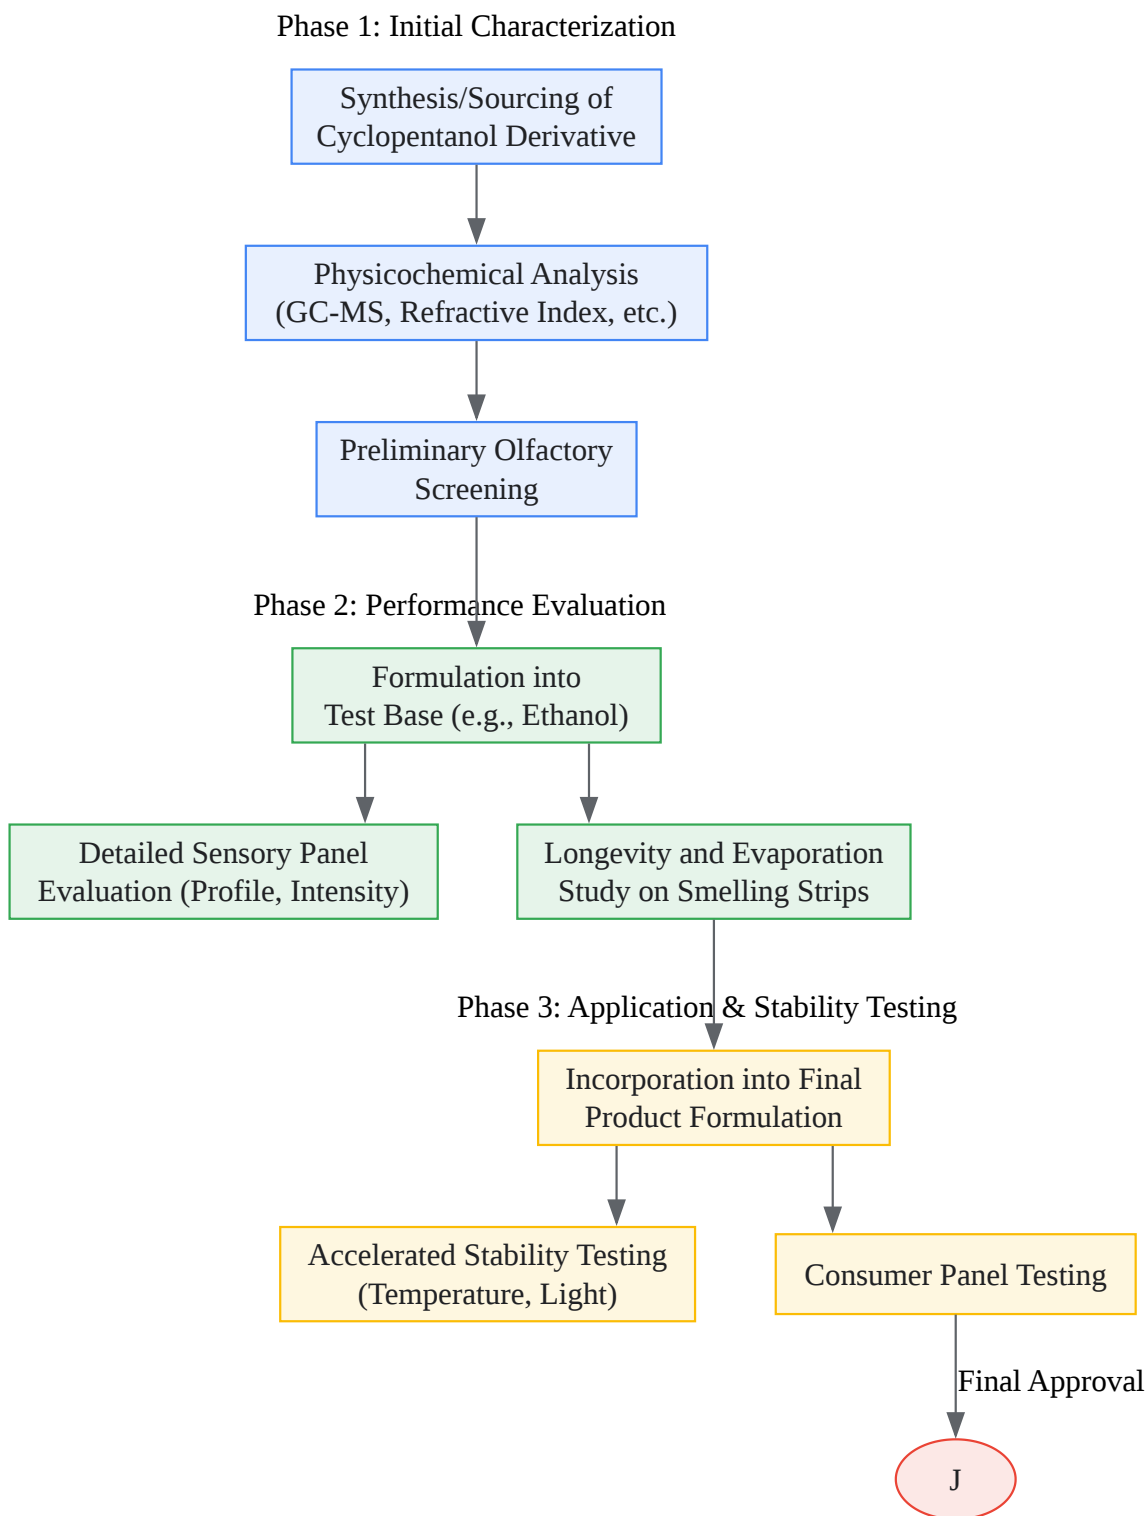 Phase 1: Initial Characterization
Synthesis/Sourcing of
Cyclopentanol Derivative
Physicochemical Analysis
(GC-MS, Refractive Index, etc.)
Preliminary Olfactory
Screening
Phase 2: Performance Evaluation
Formulation into
Test Base (e.g., Ethanol)
Detailed Sensory Panel
Evaluation (Profile, Intensity)
Longevity and Evaporation
Study on Smelling Strips
Phase 3: Application & Stability Testing
Incorporation into Final
Product Formulation
Accelerated Stability Testing
(Temperature, Light)
Consumer Panel Testing
Final Approval
J